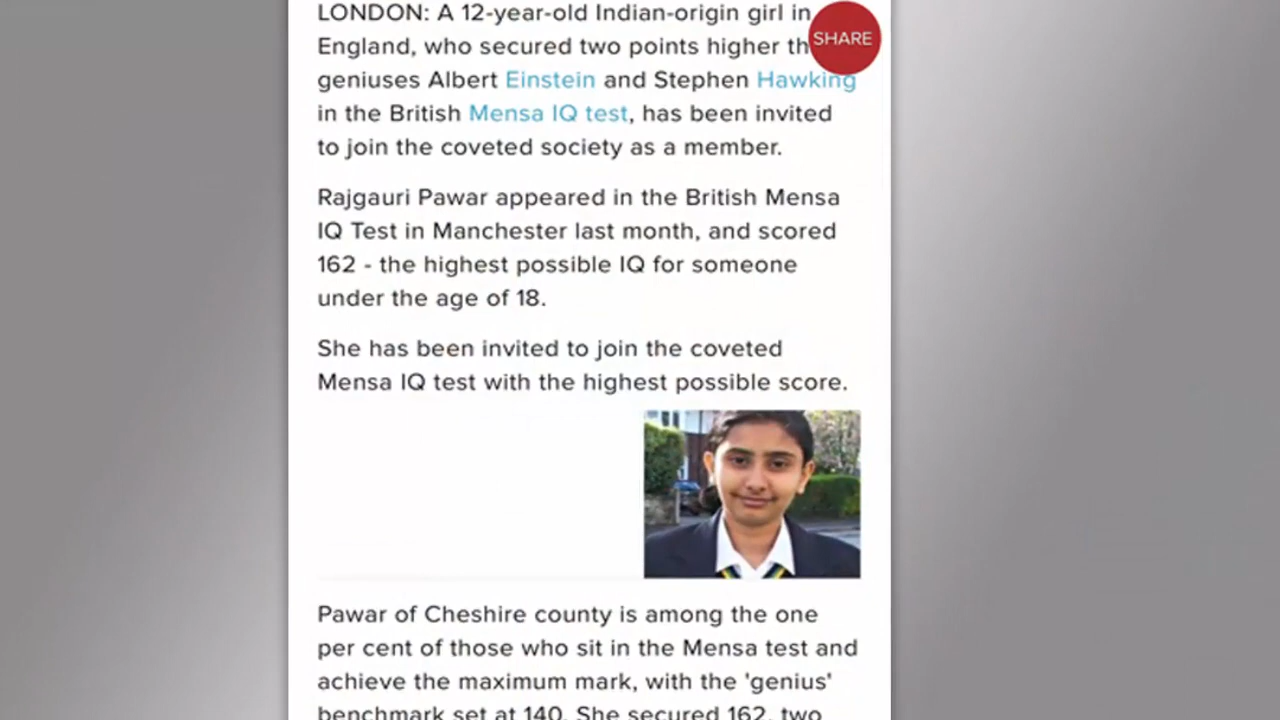 LONDON: A 12-year-old Indian-origin girl in
England, who secured two points higher th
SHARE
geniuses Albert Einstein and Stephen Hawking
in the British Mensa IQ test, has been invited
to join the coveted society as a member.
Rajgauri Pawar appeared in the British Mensa
IQ Test in Manchester last month, and scored
162 - the highest possible IQ for someone
under the age of 18.
She has been invited to join the coveted
Mensa IQ test with the highest possible score.
Pawar of Cheshire county is among the one
per cent of those who sit in the Mensa test and
achieve the maximum mark, with the 'genius'
benchmark set at 140. She secured 162, two